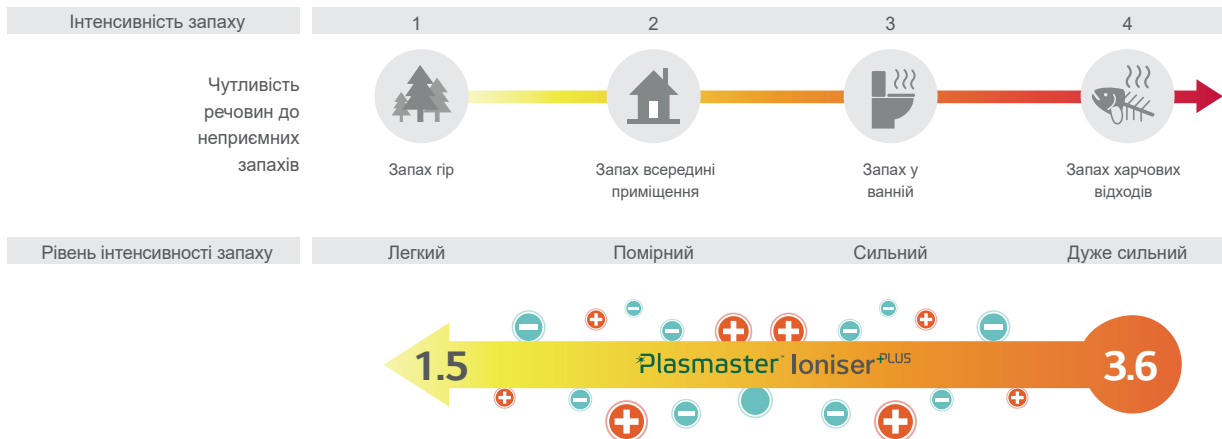 Інтенсивність запаху
1
2
3
4
Чутливість
речовин до
неприємних
запахів
Запах гір
Запах всередині
приміщення
Запах у
ванній
Запах харчових
відходів
Рівень інтенсивності запаху
Легкий
Помірний
Сильний
Дуже сильний
1.5
Plasmaster™ Ioniser+PLUS
3.6